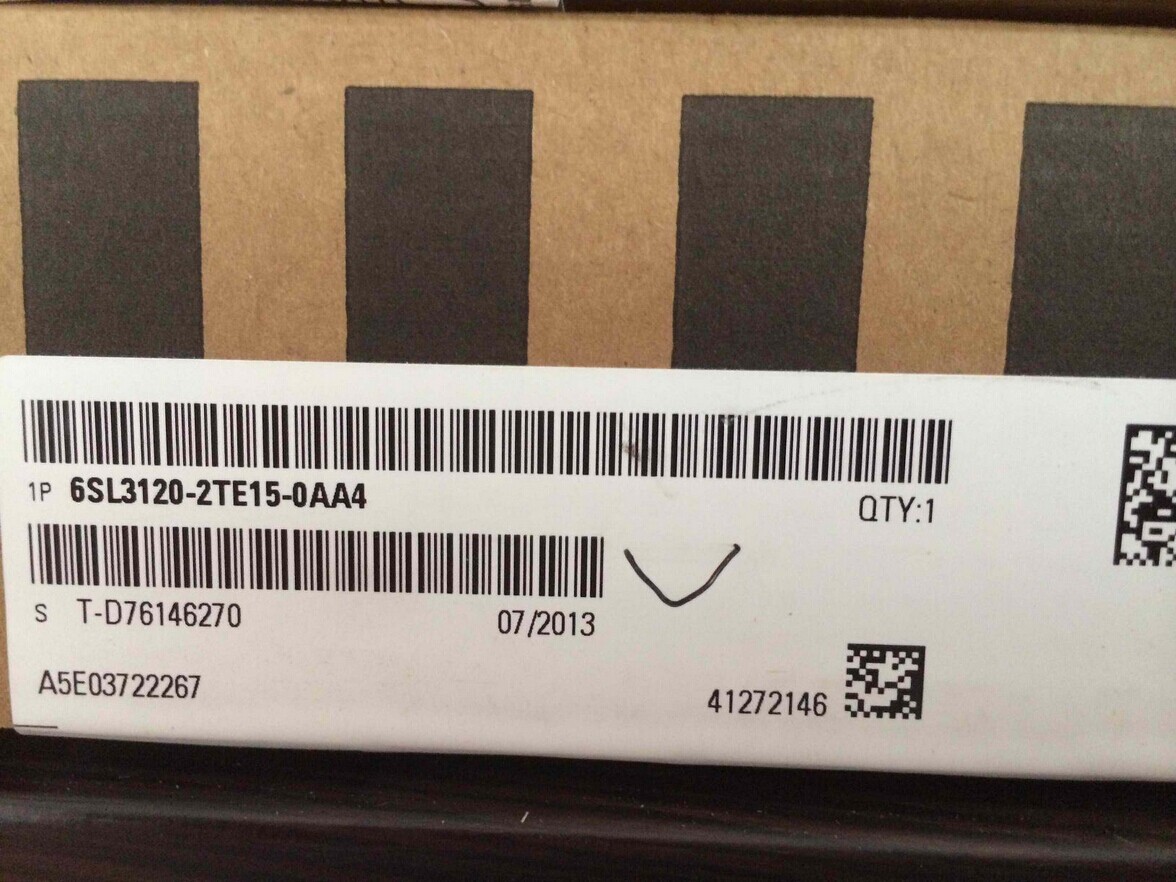 1P 6SL3120-2TE15-0AA4 QTY:1
S T-D76146270 07/2013
A5E03722267 41272146